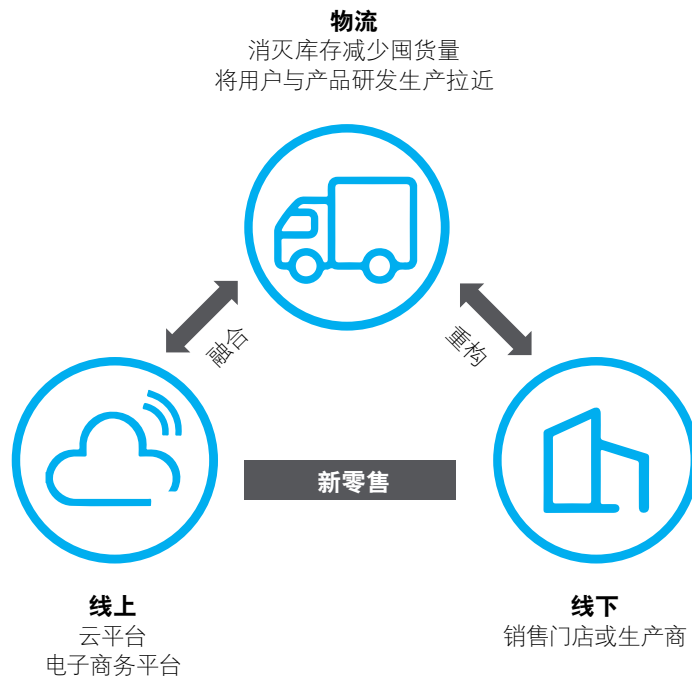 物流
消灭库存减少囤货量
将用户与产品研发生产拉近
融合
重构
新零售
线上
云平台
电子商务平台
线下
销售门店或生产商